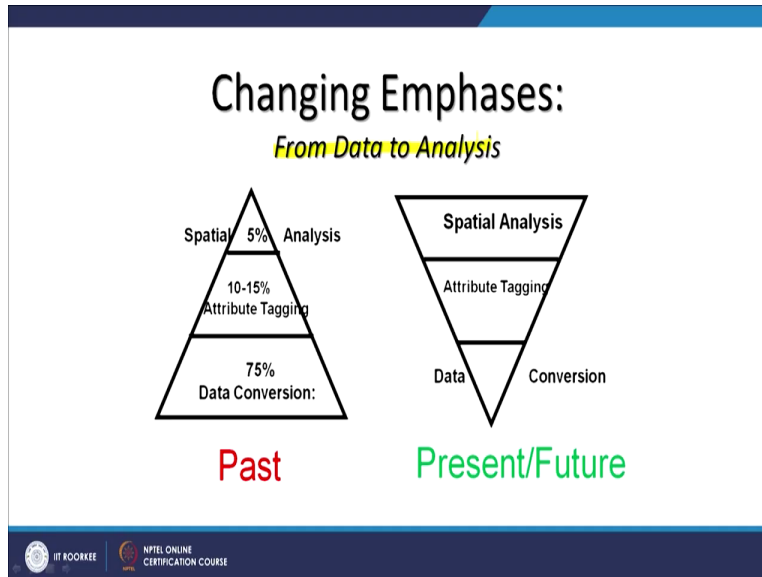 Changing Emphases:
From Data to Analysis
Spatial 5% Analysis
10-15%
Attribute Tagging
75%
Data Conversion:
Past
Spatial Analysis
Attribute Tagging
Data Conversion
Present/Future
IIT ROORKEE
NPTEL ONLINE
CERTIFICATION COURSE
NPTEL